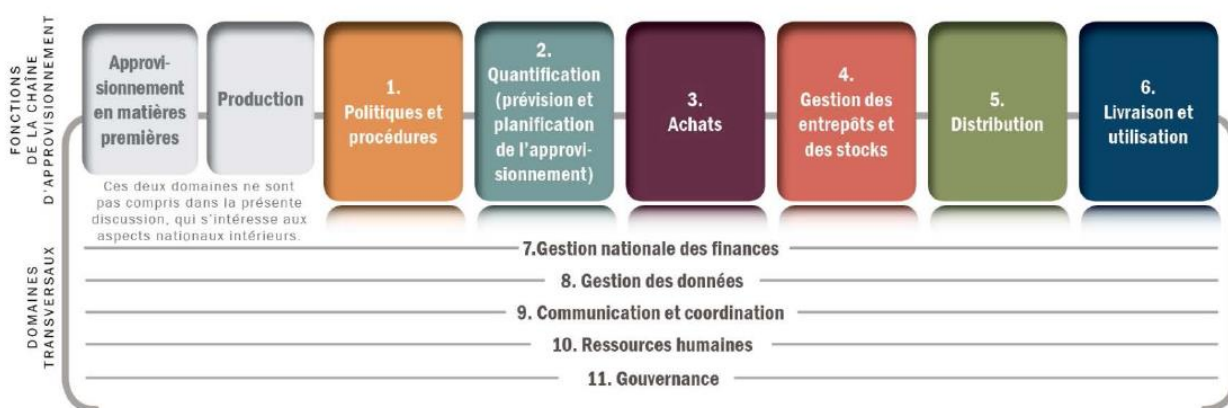 FONCTIONS
DE LA CHAÎNE
D'APPROVISIONNEMENT
Approvi-
sionnement
en matières
premières
Production
Ces deux domaines ne sont
pas compris dans la présente
discussion, qui s'intéresse aux
aspects nationaux intérieurs.
1.
Politiques et
procédures
2.
Quantification
(prévision et
planification
de l'approvi-
sionnement)
3.
Achats
4.
Gestion des
entrepôts et
des stocks
5.
Distribution
6.
Livraison et
utilisation
DOMAINES
TRANSVERSAUX
7.Gestion nationale des finances
8. Gestion des données
9. Communication et coordination
10. Ressources humaines
11. Gouvernance